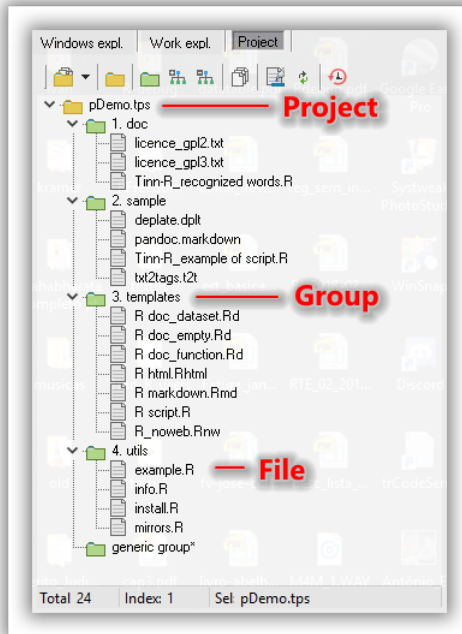 Windows expl. Work expl. Project
pDemo.tps Project
1. doc
licence_gpl2.txt
licence_gpl3.txt
Tinn-R_recognized words.R
2. sample
deplate.dplt
pandoc.markdown
Tinn-R_example of script.R
txt2tags.t2t
3. templates Group
R doc_dataset.Rd
R doc_empty.Rd
R doc_function.Rd
R html.Rhtml
R markdown.Rmd
R script.R
R_noweb.Rnw
4. utils
example.R File
info.R
install.R
mirrors.R
generic group*
Total 24 Index: 1 Sel: pDemo.tps